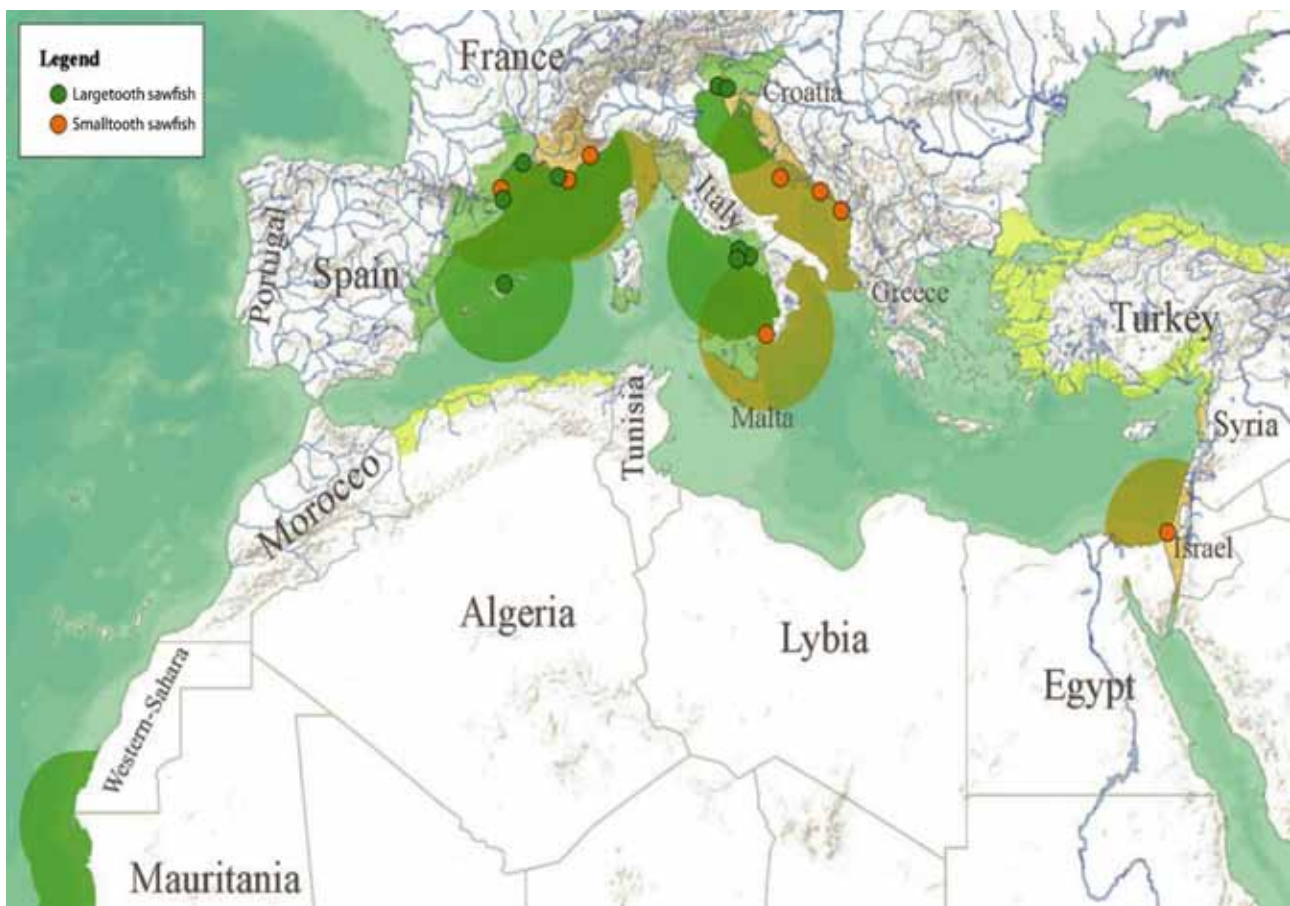 Legend
Largetooth sawfish
Smalltooth sawfish
France
Croatia
Italy
Portugal
Spain
Greece
Turkey
Malta
Tunisia
Syria
Morocco
Israel
Algeria
Lybia
Egypt
Western-Sahara
Mauritania